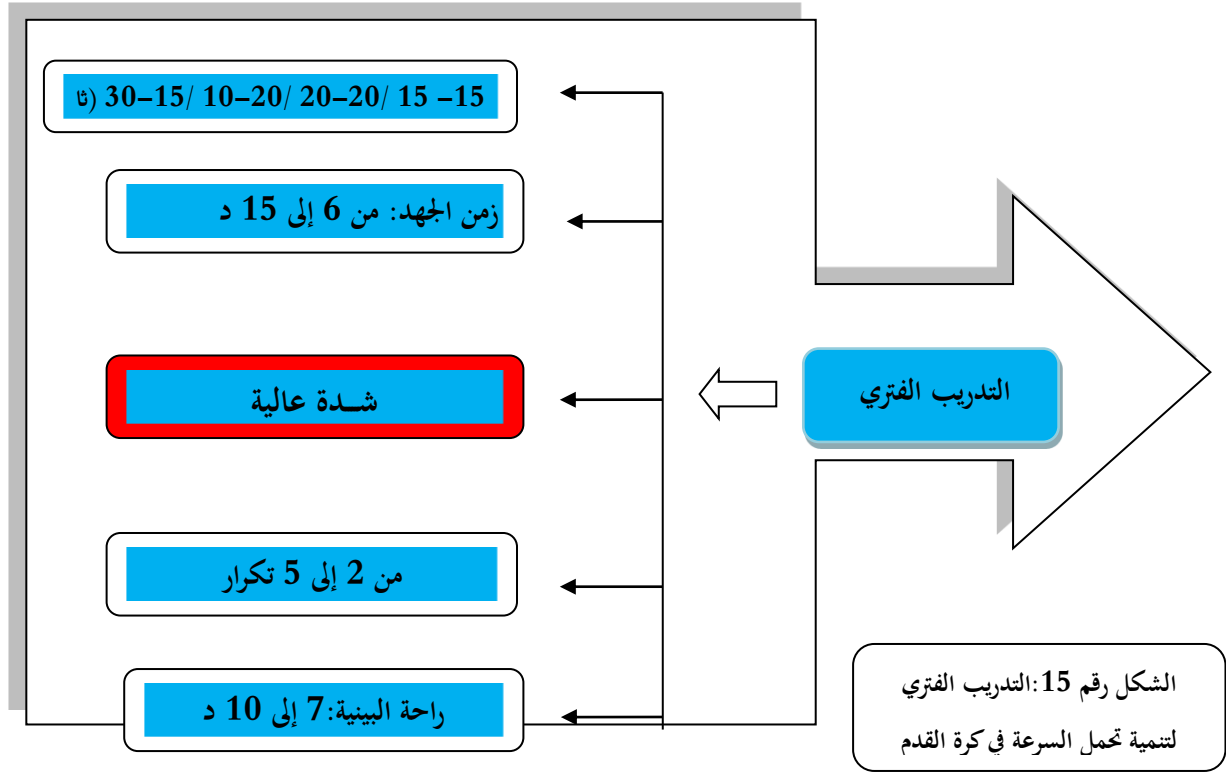 15– 15 /20–20 /20–10 /15–30 (ثا
زمن الجهد: من 6 إلى 15 د
شــدة عالية
التدريب الفتري
من 2 إلى 5 تكرار
راحة البينية:7 إلى 10 د
الشكل رقم 15:التدريب الفتري
لتنمية تحمل السرعة في كرة القدم